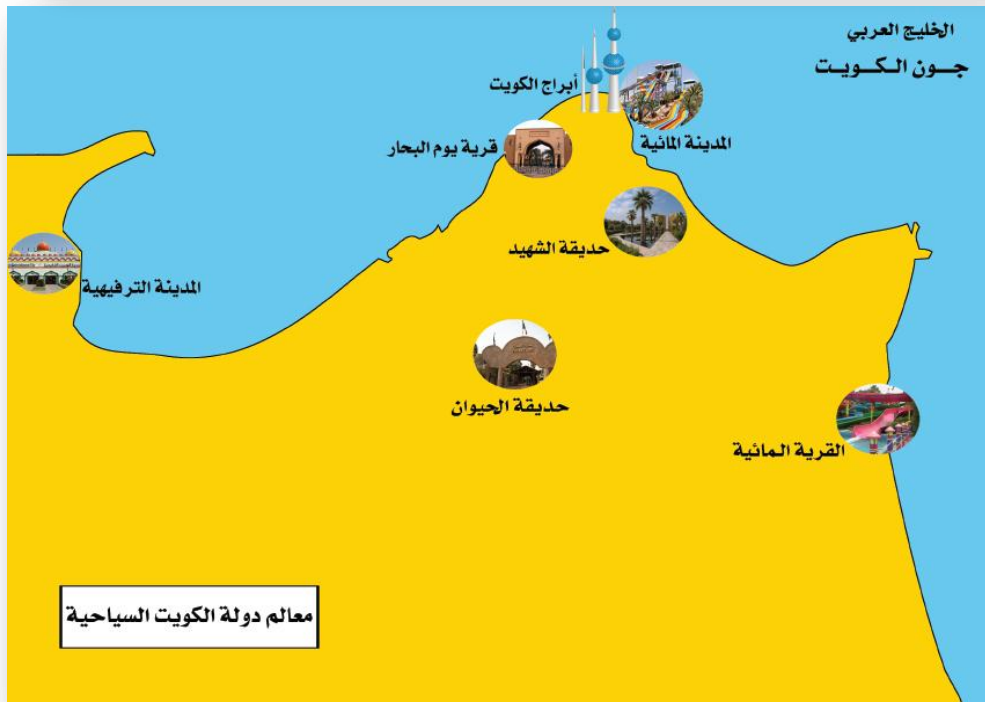 الخليج العربي
جـون الـكـويـت
أبراج الكويت
المدينة المائية
قرية يوم البحار
حديقة الشهيد
المدينة الترفيهية
حديقة الحيوان
القرية المائية
معالم دولة الكويت السياحية